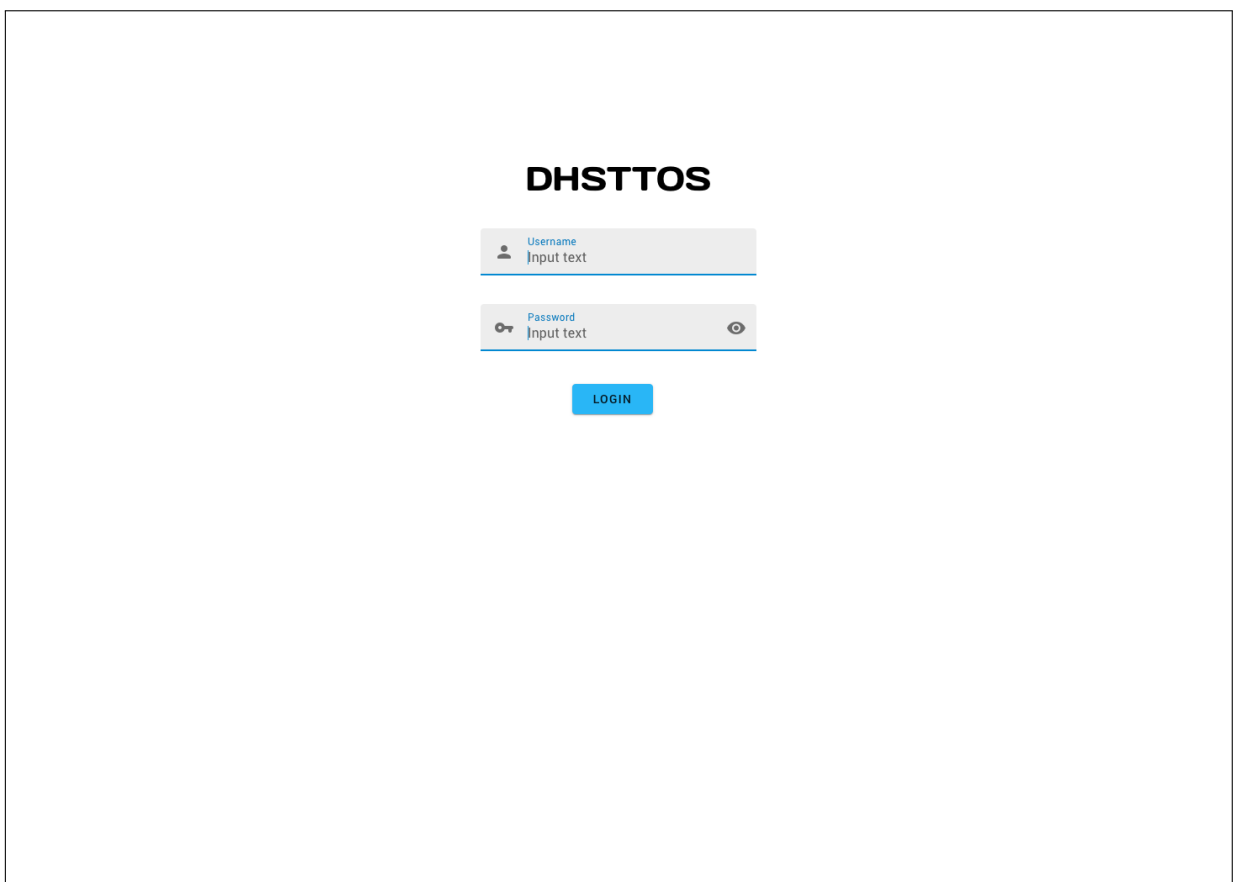 DHSTTOS
Username
Input text
Password
Input text
LOGIN